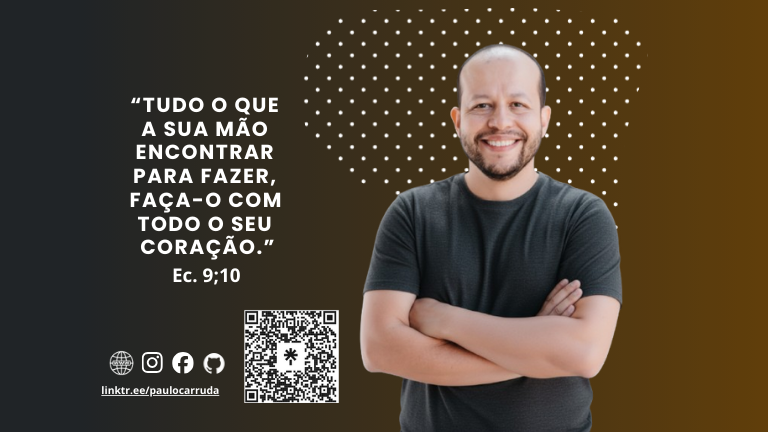 “TUDO O QUE
A SUA MÃO
ENCONTRAR
PARA FAZER,
FAÇA-O COM
TODO O SEU
CORAÇÃO.”
Ec. 9;10
linktr.ee/paulocarruda